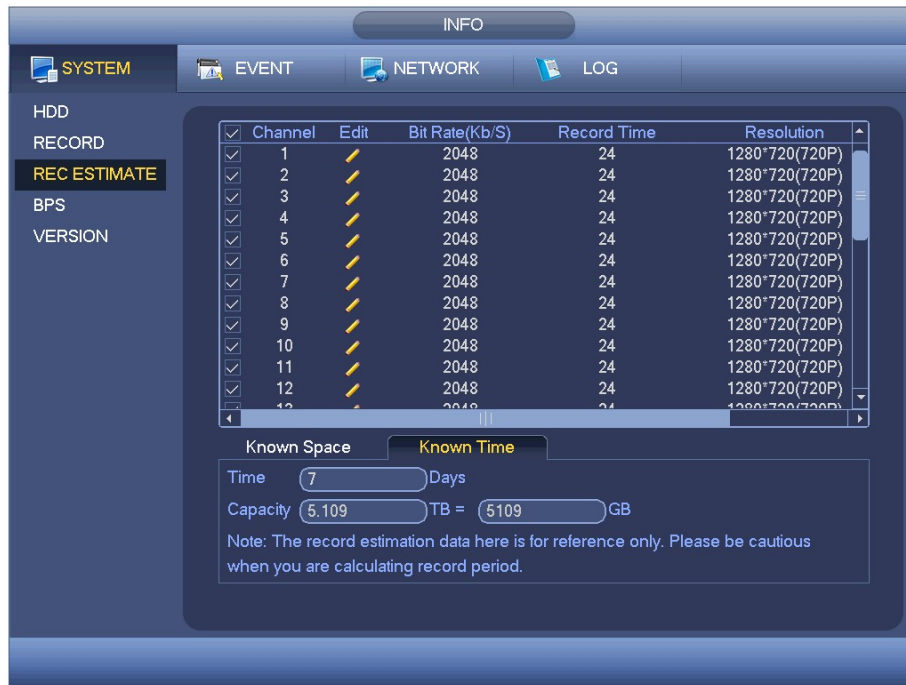 INFO
SYSTEM EVENT NETWORK LOG
HDD
RECORD
REC ESTIMATE
BPS
VERSION
Channel Edit Bit Rate(Kb/S) Record Time Resolution
1 2048 24 1280*720(720P)
2 2048 24 1280*720(720P)
3 2048 24 1280*720(720P)
4 2048 24 1280*720(720P)
5 2048 24 1280*720(720P)
6 2048 24 1280*720(720P)
7 2048 24 1280*720(720P)
8 2048 24 1280*720(720P)
9 2048 24 1280*720(720P)
10 2048 24 1280*720(720P)
11 2048 24 1280*720(720P)
12 2048 24 1280*720(720P)
13 2048 24 1280*720(720P)
Known Space Known Time
Time 7 Days
Capacity 5.109 TB = 5109 GB
Note: The record estimation data here is for reference only. Please be cautious
when you are calculating record period.